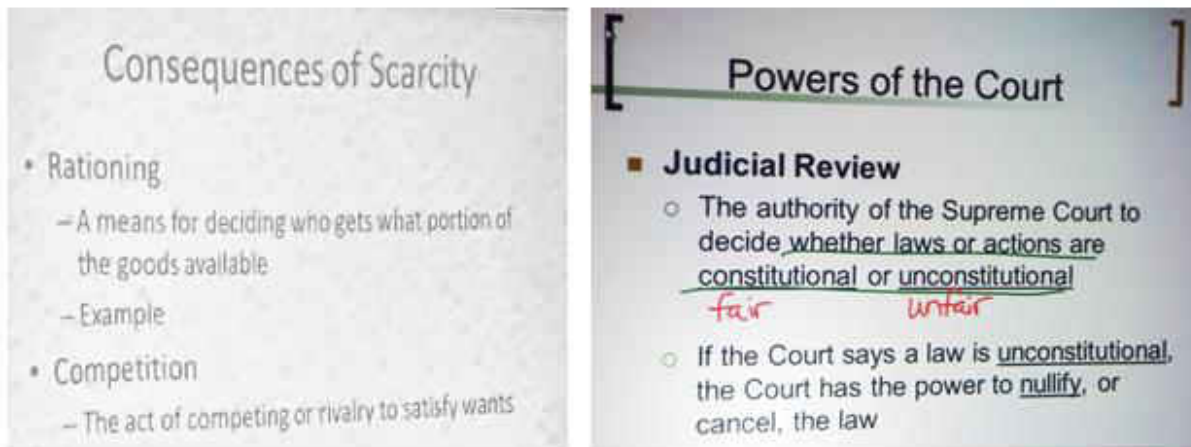 Consequences of Scarcity
• Rationing
– A means for deciding who gets what portion of
the goods available
– Example
• Competition
– The act of competing or rivalry to satisfy wants
[ Powers of the Court ]
■ Judicial Review
○ The authority of the Supreme Court to
decide whether laws or actions are
constitutional or unconstitutional
fair unfair
○ If the Court says a law is unconstitutional,
the Court has the power to nullify, or
cancel, the law